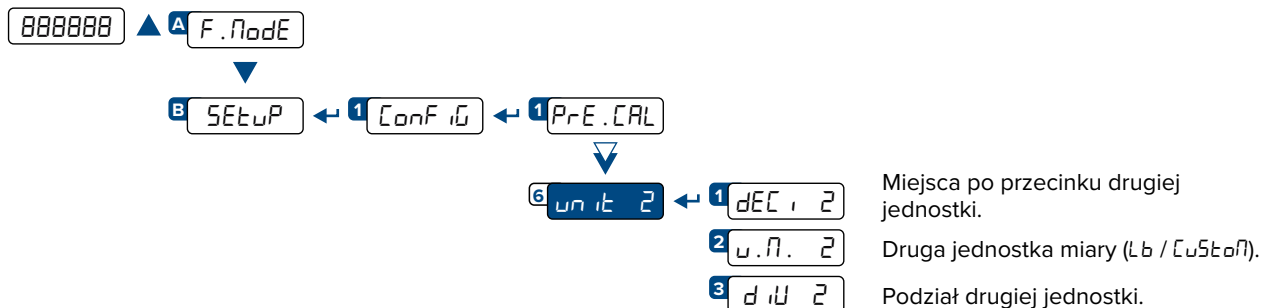 888888 A F.ModE
B SEtuP 1 ConFiG 1 PrE.CAL
6 unit 2 1 dECi 2 Miejsca po przecinku drugiej
jednostki.
2 u.M. 2 Druga jednostka miary (Lb / CuStoM).
3 diU 2 Podział drugiej jednostki.